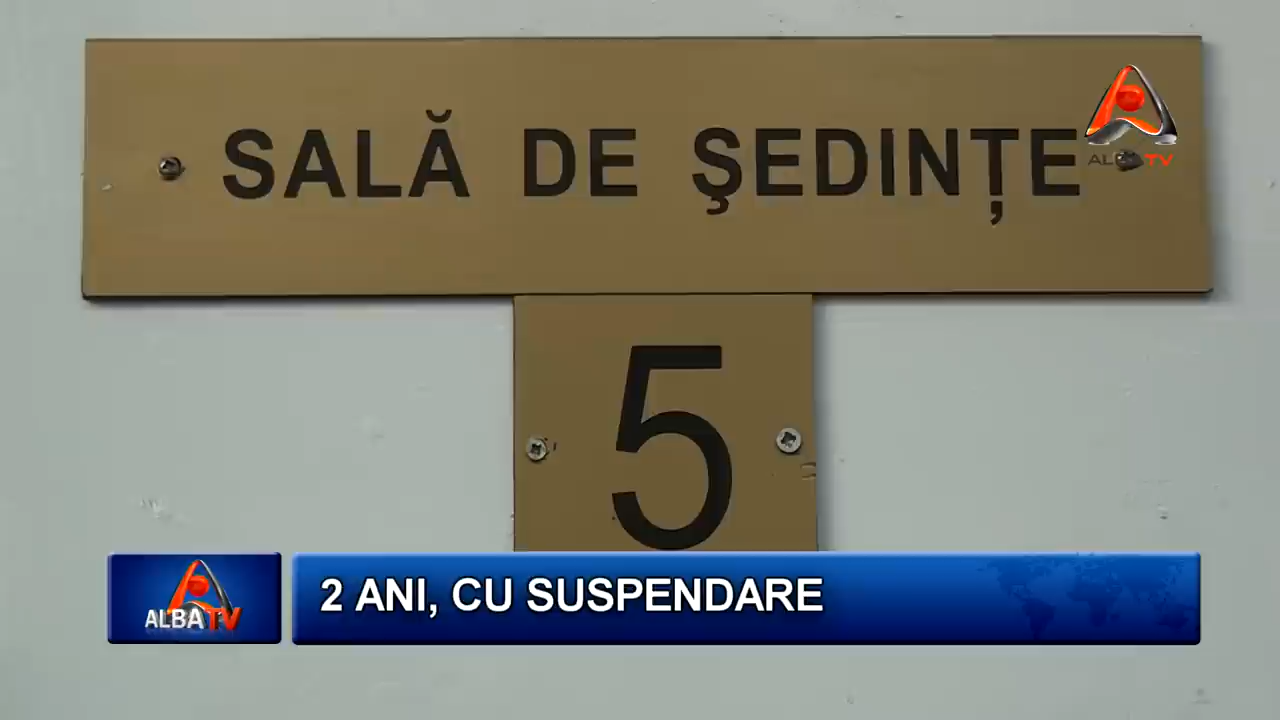 SALĂ DE ŞEDINȚE
ALBA TV
5
ALBA TV
2 ANI, CU SUSPENDARE